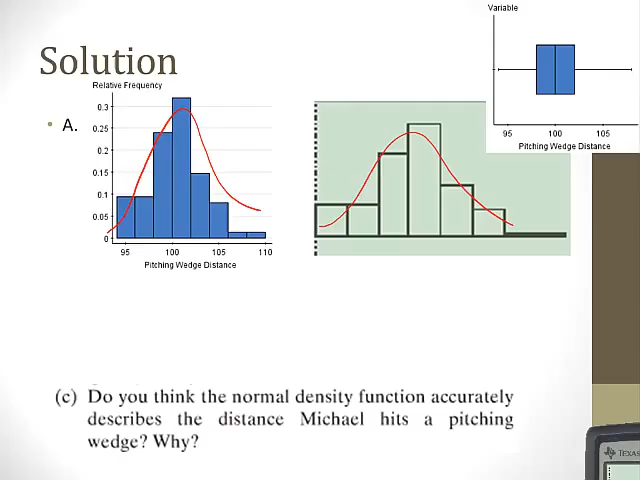 Solution
• A.
Relative Frequency
0.3
0.25
0.2
0.15
0.1
0.05
0
95 100 105 110
Pitching Wedge Distance
Variable
95 100 105
Pitching Wedge Distance
(c) Do you think the normal density function accurately
describes the distance Michael hits a pitching
wedge? Why?
TEXAS